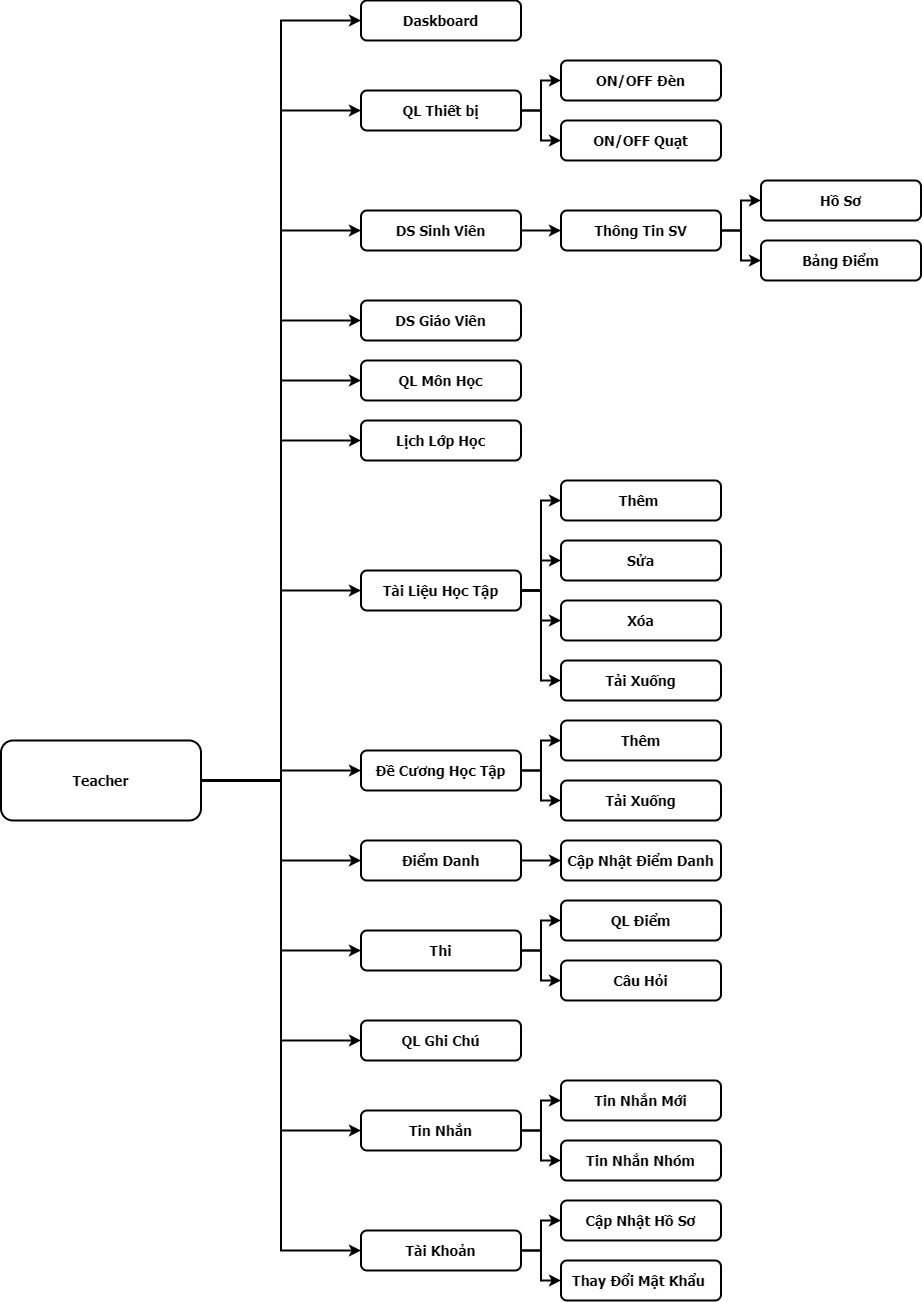 Daskboard
QL Thiết bị
ON/OFF Đèn
ON/OFF Quạt
DS Sinh Viên
Thông Tin SV
Hồ Sơ
Bảng Điểm
DS Giáo Viên
QL Môn Học
Lịch Lớp Học
Tài Liệu Học Tập
Thêm
Sửa
Xóa
Tải Xuống
Teacher
Đề Cương Học Tập
Thêm
Tải Xuống
Điểm Danh
Cập Nhật Điểm Danh
Thi
QL Điểm
Câu Hỏi
QL Ghi Chú
Tin Nhắn
Tin Nhắn Mới
Tin Nhắn Nhóm
Tài Khoản
Cập Nhật Hồ Sơ
Thay Đổi Mật Khẩu